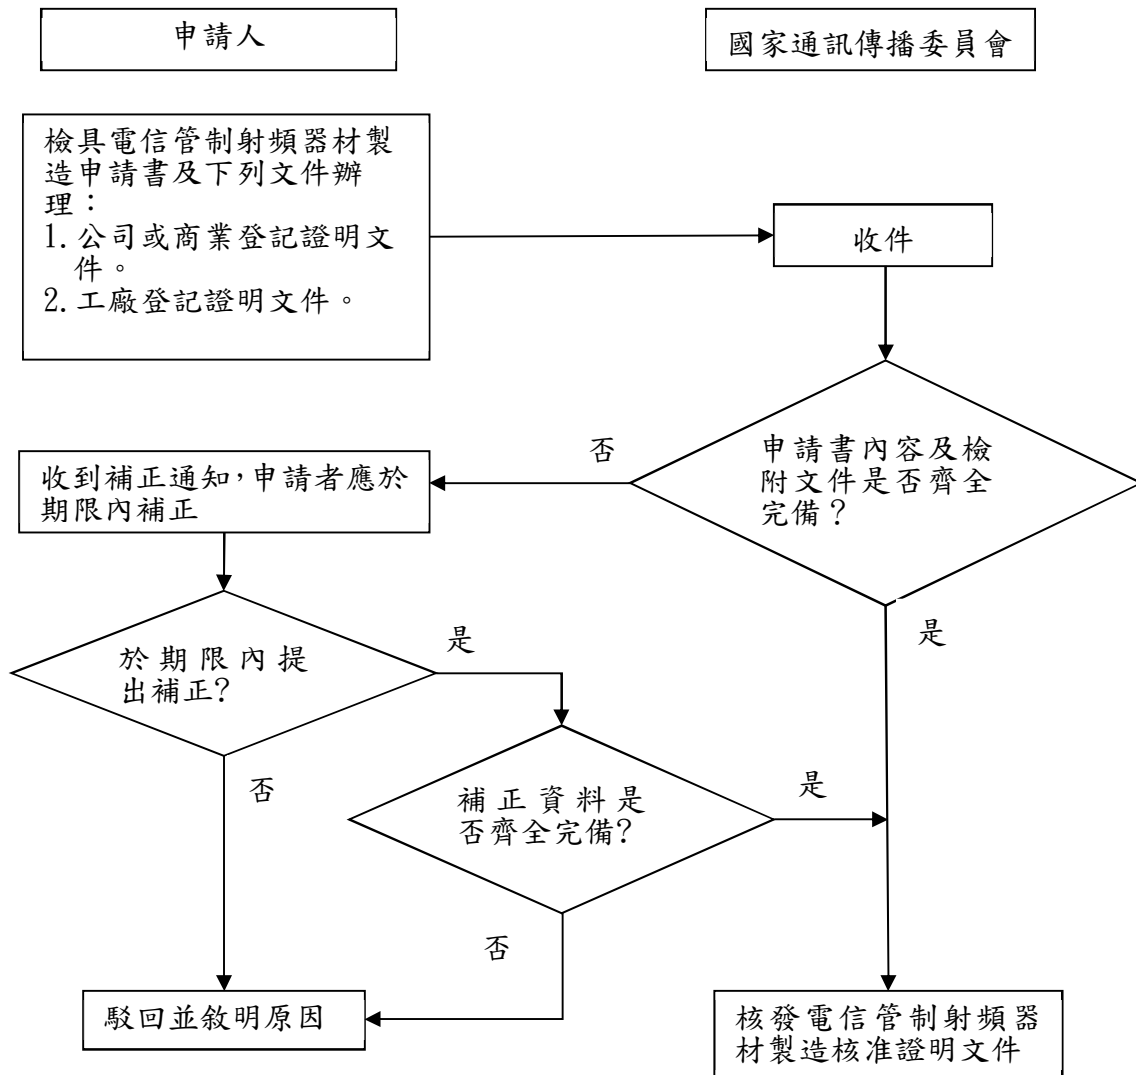 申請人
國家通訊傳播委員會
檢具電信管制射頻器材製
造申請書及下列文件辦
理：
1. 公司或商業登記證明文
件。
2. 工廠登記證明文件。
收件
申請書內容及檢
附文件是否齊全
完備？
否
收到補正通知，申請者應於
期限內補正
是
於期限內提
出補正？
是
否
補正資料是
否齊全完備？
是
否
駁回並敘明原因
核發電信管制射頻器
材製造核准證明文件